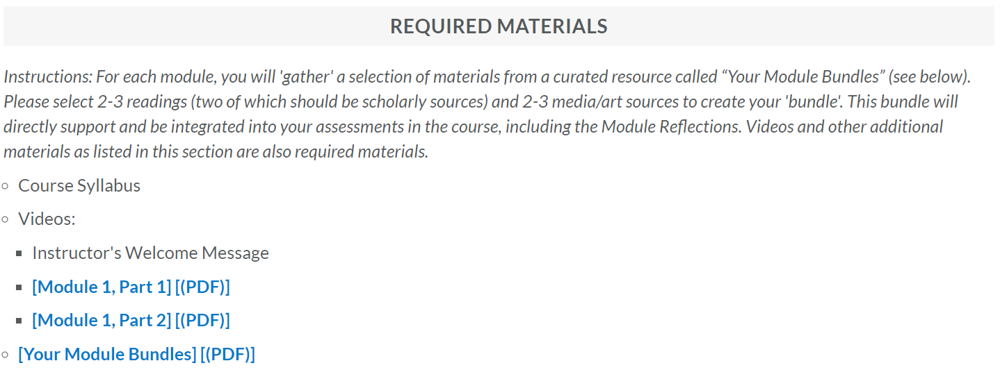 REQUIRED MATERIALS
Instructions: For each module, you will 'gather' a selection of materials from a curated resource called “Your Module Bundles” (see below).
Please select 2-3 readings (two of which should be scholarly sources) and 2-3 media/art sources to create your 'bundle'. This bundle will
directly support and be integrated into your assessments in the course, including the Module Reflections. Videos and other additional
materials as listed in this section are also required materials.
Course Syllabus
Videos:
Instructor's Welcome Message
[Module 1, Part 1] [(PDF)]
[Module 1, Part 2] [(PDF)]
[Your Module Bundles] [(PDF)]